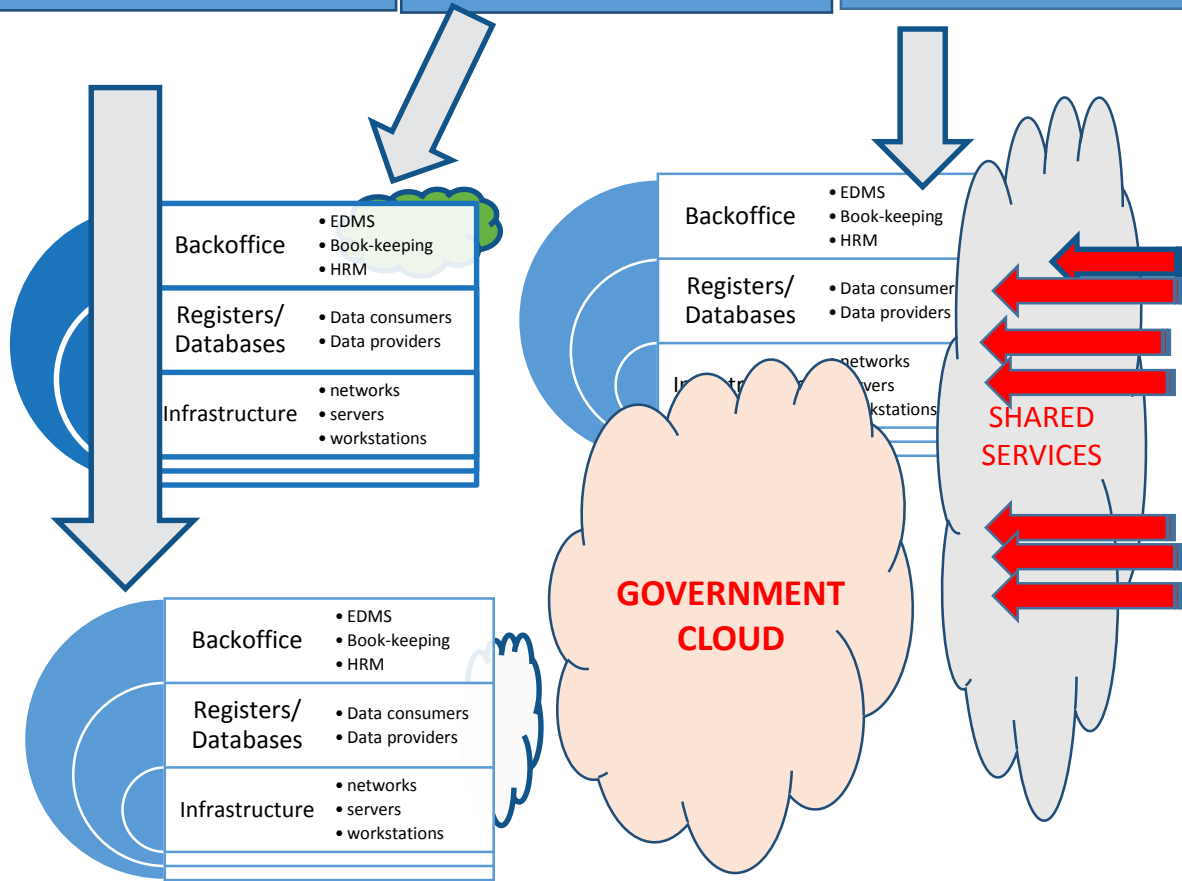 Backoffice
• EDMS
• Book-keeping
• HRM
Registers/
Databases
• Data consumers
• Data providers
Infrastructure
• networks
• servers
• workstations
Backoffice
• EDMS
• Book-keeping
• HRM
Registers/
Databases
• Data consumer
• Data providers
networks
SHARED
SERVICES
GOVERNMENT
CLOUD
Backoffice
• EDMS
• Book-keeping
• HRM
Registers/
Databases
• Data consumers
• Data providers
Infrastructure
• networks
• servers
• workstations